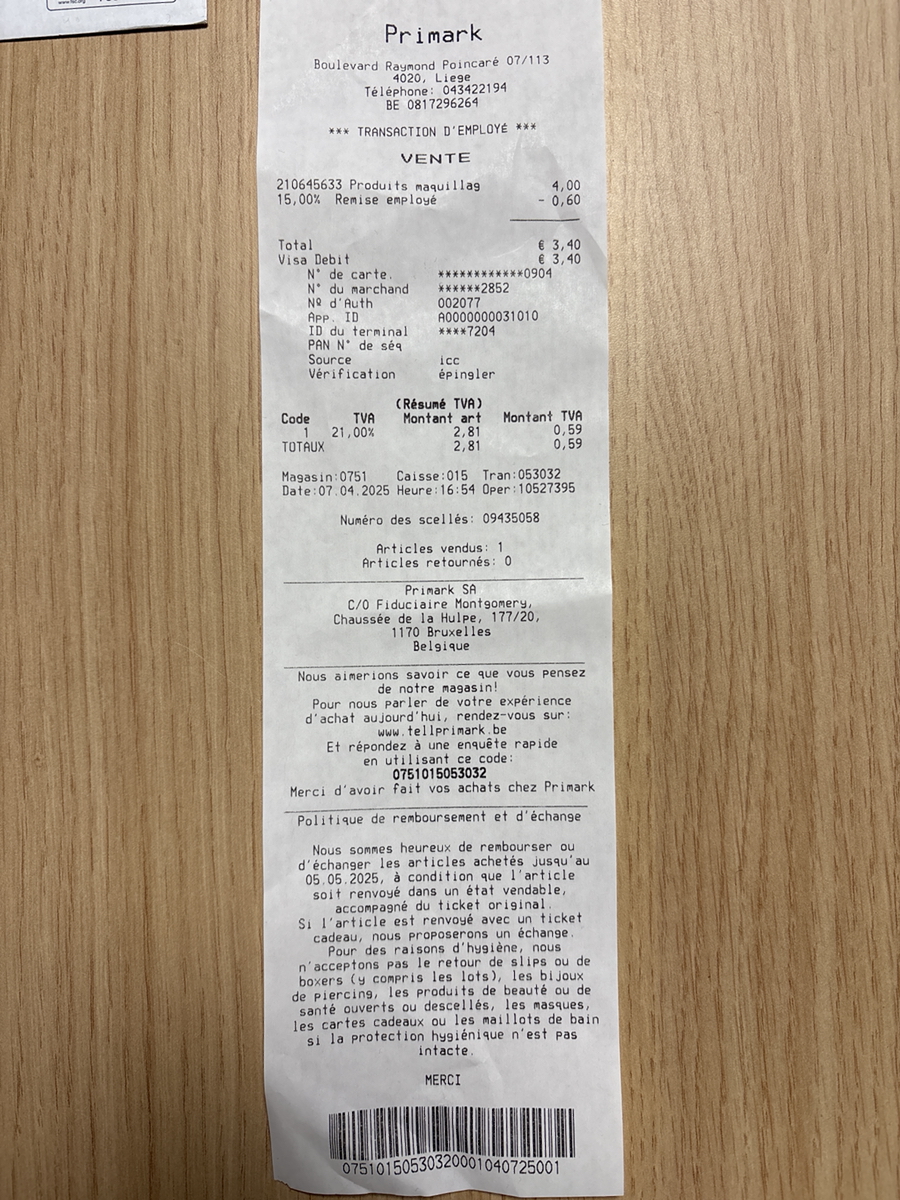 Primark
Boulevard Raymond Poincaré 07/113
4020, Liege
Téléphone: 043422194
BE 0817296264
*** TRANSACTION D'EMPLOYÉ ***
VENTE
210645633 Produits maquillag 4,00
15,00% Remise employé - 0,60
Total € 3,40
Visa Debit € 3,40
N° de carte. ************0904
N° du marchand ******2852
Nº d'Auth 002077
App. ID A0000000031010
ID du terminal ****7204
PAN N° de séq
Source icc
Vérification épingler
(Résumé TVA)
Code TVA Montant art Montant TVA
1 21,00% 2,81 0,59
TOTAUX 2,81 0,59
Magasin:0751 Caisse:015 Tran:053032
Date:07.04.2025 Heure:16:54 Oper:10527395
Numéro des scellés: 09435058
Articles vendus: 1
Articles retournés: 0
Primark SA
C/O Fiduciaire Montgomery,
Chaussée de la Hulpe, 177/20,
1170 Bruxelles
Belgique
Nous aimerions savoir ce que vous pensez
de notre magasin!
Pour nous parler de votre expérience
d'achat aujourd'hui, rendez-vous sur:
www.tellprimark.be
Et répondez à une enquête rapide
en utilisant ce code:
0751015053032
Merci d'avoir fait vos achats chez Primark
Politique de remboursement et d'échange
Nous sommes heureux de rembourser ou
d'échanger les articles achetés jusqu'au
05.05.2025, à condition que l'article
soit renvoyé dans un état vendable,
accompagné du ticket original.
Si l'article est renvoyé avec un ticket
cadeau, nous proposerons un échange.
Pour des raisons d'hygiène, nous
n'acceptons pas le retour de slips ou de
boxers (y compris les lots), les bijoux
de piercing, les produits de beauté ou de
santé ouverts ou descellés, les masques,
les cartes cadeaux ou les maillots de bain
si la protection hygiénique n'est pas
intacte.
MERCI
07510150530320001040725001